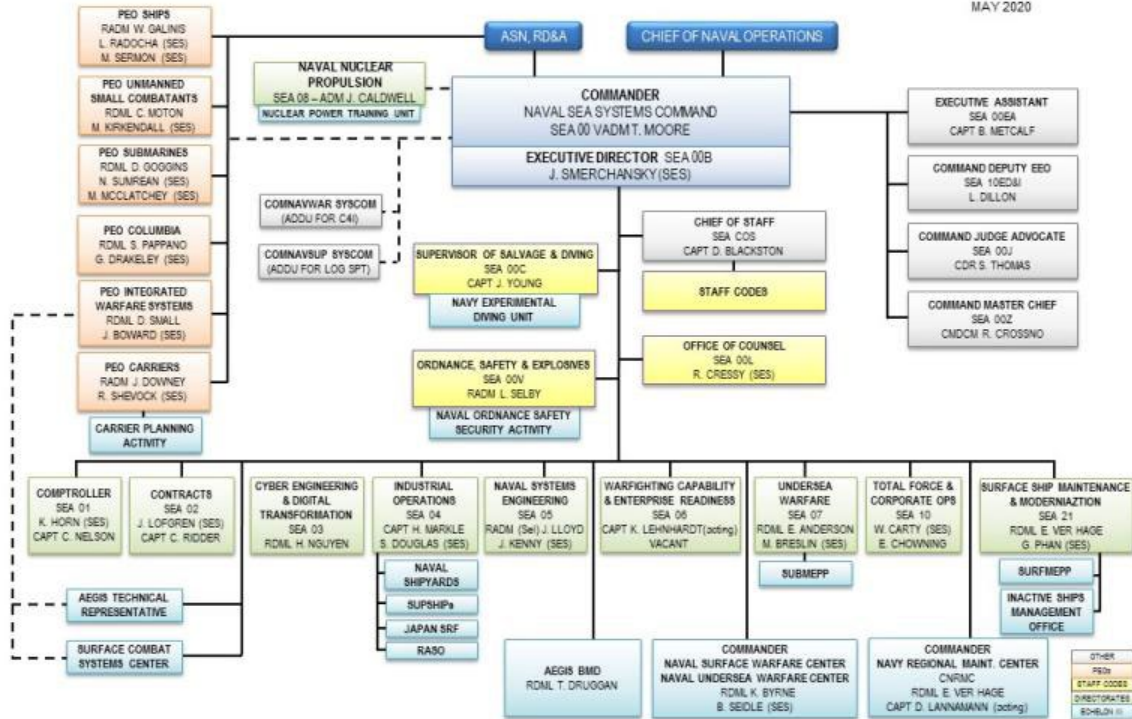 MAY 2020
PEO SHIPS
RADM W. GALINIS
L. RADOCHA (SES)
M. SERMON (SES)
PEO UNMANNED
SMALL COMBATANTS
RDML C. MOTON
M. KIRKENDALL (SES)
PEO SUBMARINES
RDML D. GOGGINS
N. SUMREAN (SES)
M. MCCLATCHEY (SES)
PEO COLUMBIA
RDML S. PAPPANO
G. DRAKELEY (SES)
PEO INTEGRATED
WARFARE SYSTEMS
RDML D. SMALL
J. BOWARD (SES)
PEO CARRIERS
RADM J. DOWNEY
R. SHEVOCK (SES)
CARRIER PLANNING
ACTIVITY
ASN, RD&A
CHIEF OF NAVAL OPERATIONS
NAVAL NUCLEAR
PROPULSION
SEA 08 – ADM J. CALDWELL
NUCLEAR POWER TRAINING UNIT
COMMANDER
NAVAL SEA SYSTEMS COMMAND
SEA 00 VADM T. MOORE
EXECUTIVE DIRECTOR SEA 00B
J. SMERCHANSKY (SES)
EXECUTIVE ASSISTANT
SEA 00EA
CAPT B. METCALF
COMMAND DEPUTY EEO
SEA 10ED&I
L. DILLON
COMMAND JUDGE ADVOCATE
SEA 00J
CDR S. THOMAS
COMMAND MASTER CHIEF
SEA 00Z
CMDCM R. CROSSNO
COMNAVWAR SYSCOM
(ADDU FOR C4I)
COMNAVSUP SYSCOM
(ADDU FOR LOG SPT)
SUPERVISOR OF SALVAGE & DIVING
SEA 00C
CAPT J. YOUNG
NAVY EXPERIMENTAL
DIVING UNIT
CHIEF OF STAFF
SEA COS
CAPT D. BLACKSTON
STAFF CODES
ORDNANCE, SAFETY & EXPLOSIVES
SEA 00V
RADM L. SELBY
NAVAL ORDNANCE SAFETY
SECURITY ACTIVITY
OFFICE OF COUNSEL
SEA 00L
R. CRESSY (SES)
COMPTROLLER
SEA 01
K. HORN (SES)
CAPT C. NELSON
CONTRACTS
SEA 02
J. LOFGREN (SES)
CAPT C. RIDDER
CYBER ENGINEERING
& DIGITAL
TRANSFORMATION
SEA 03
RDML H. NGUYEN
INDUSTRIAL
OPERATIONS
SEA 04
CAPT H. MARKLE
S. DOUGLAS (SES)
NAVAL
SHIPYARDS
SUPSHIPs
JAPAN SRF
RASO
NAVAL SYSTEMS
ENGINEERING
SEA 05
RADM (Sel) J. LLOYD
J. KENNY (SES)
WARFIGHTING CAPABILITY
& ENTERPRISE READINESS
SEA 06
CAPT K. LEHNHARDT(acting)
VACANT
UNDERSEA
WARFARE
SEA 07
RDML E. ANDERSON
M. BRESLIN (SES)
SUBMEPP
TOTAL FORCE &
CORPORATE OPS
SEA 10
W. CARTY (SES)
E. CHOWNING
SURFACE SHIP MAINTENANCE
& MODERNIAZTION
SEA 21
RDML E. VER HAGE
G. PHAN (SES)
SURFMEPP
INACTIVE SHIPS
MANAGEMENT
OFFICE
AEGIS TECHNICAL
REPRESENTATIVE
SURFACE COMBAT
SYSTEMS CENTER
AEGIS BMD
RDML T. DRUGGAN
COMMANDER
NAVAL SURFACE WARFARE CENTER
NAVAL UNDERSEA WARFARE CENTER
RDML K. BYRNE
B. SEIDLE (SES)
COMMANDER
NAVY REGIONAL MAINT. CENTER
CNRMC
RDML E. VER HAGE
CAPT D. LANNAMANN (acting)
OTHER
PEOs
STAFF CODES
DIRECTORATES
ECHELON III